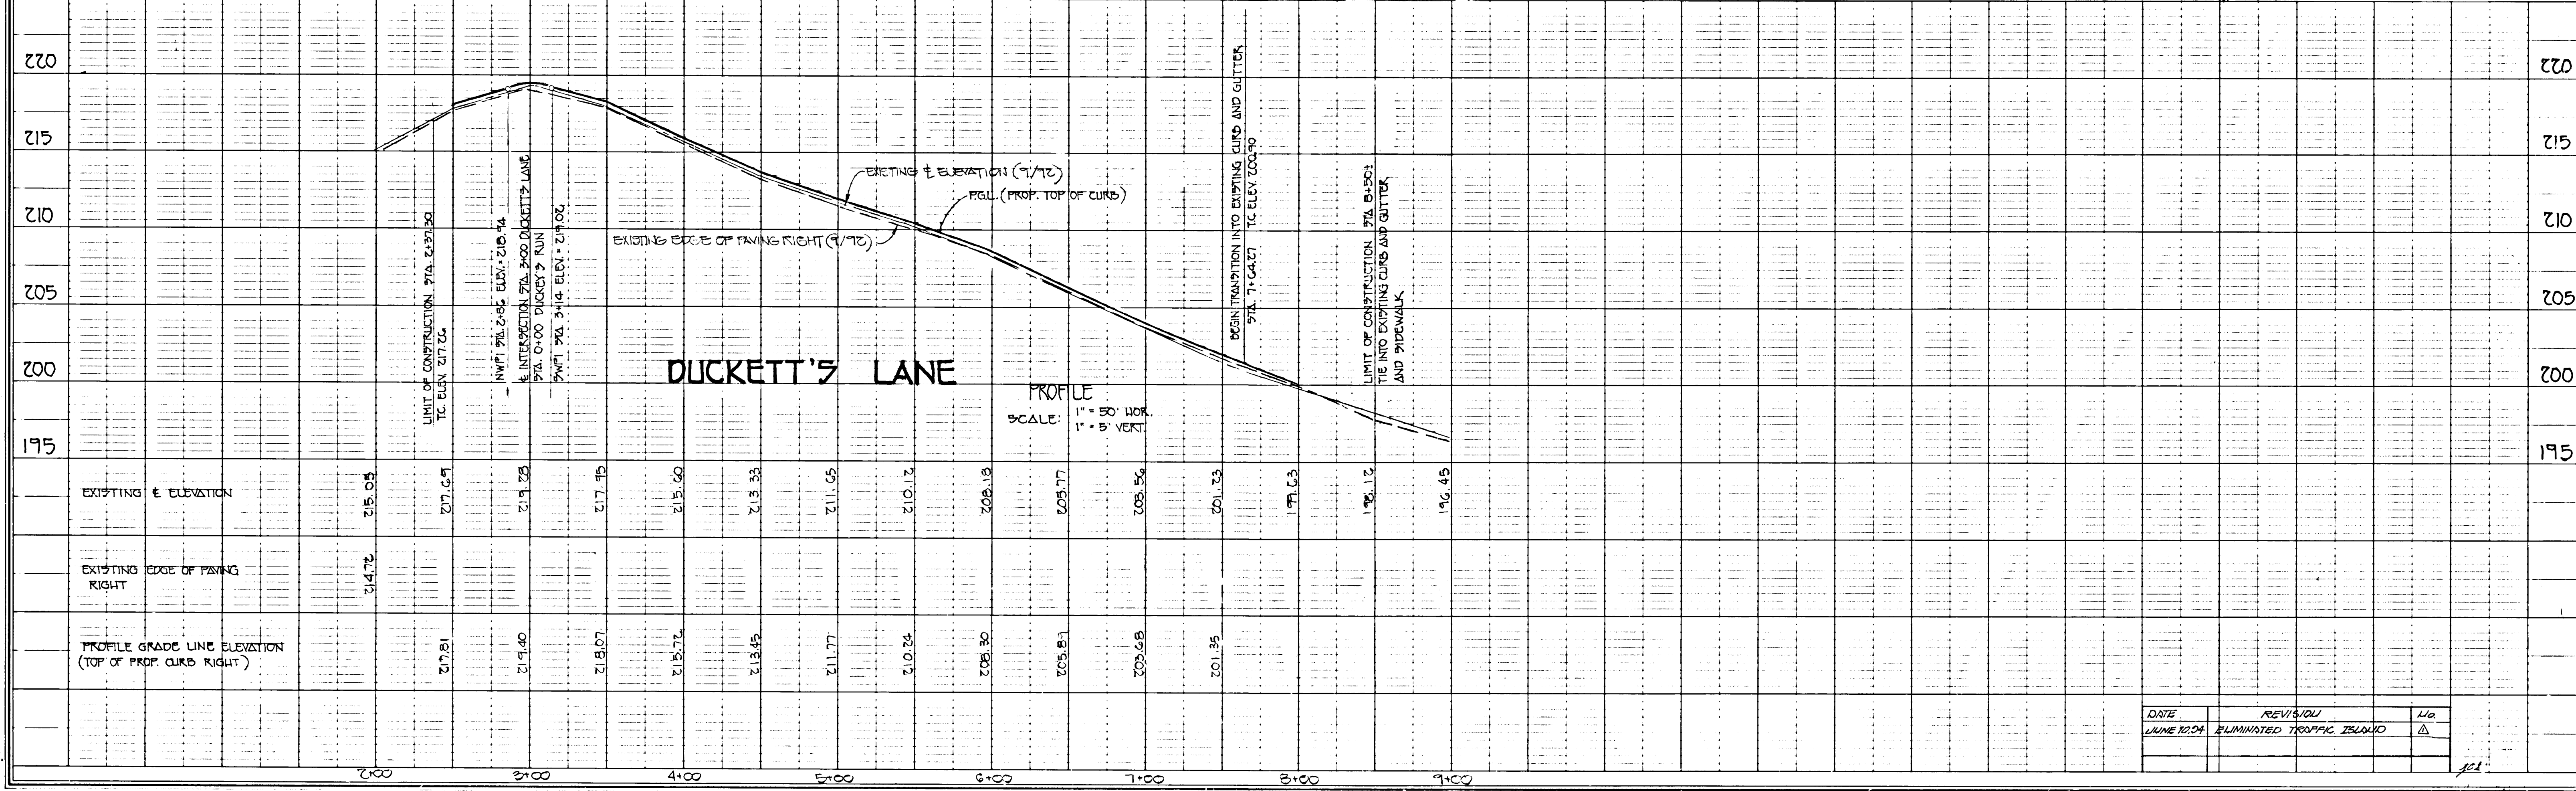 220
215
210
205
200
195
220
215
210
205
200
195
LIMIT OF CONSTRUCTION STA. 2+37.30
T.C. ELEV. 217.26
NWPI STA 2+86 ELEV. = 218.94
℄ INTERSECTION STA 3+00 DUCKETT'S LANE
STA. 0+00 DUCKEY'S RUN
SWPI STA 3+14 ELEV. = 219.02
EXISTING ℄ ELEVATION (9/92)
P.G.L. (PROP. TOP OF CURB)
EXISTING EDGE OF PAVING RIGHT (9/92)
BEGIN TRANSITION INTO EXISTING CURB AND GUTTER
STA 7+64.27 T.C. ELEV. 200.90
LIMIT OF CONSTRUCTION STA 8+50±
TIE INTO EXISTING CURB AND GUTTER
AND SIDEWALK
DUCKETT'S LANE
PROFILE
SCALE: 1" = 50' HOR.
1" = 5' VERT.
EXISTING ℄ ELEVATION
215.05 217.69 219.28 217.95 215.60 213.33 211.65 210.12 208.18 205.77 203.56 201.23 199.63 198.12 196.45
EXISTING EDGE OF PAVING
RIGHT
214.72
PROFILE GRADE LINE ELEVATION
(TOP OF PROP. CURB RIGHT)
217.81 219.40 218.07 215.72 213.45 211.77 210.24 208.30 205.89 203.68 201.35
2+00 3+00 4+00 5+00 6+00 7+00 8+00 9+00
DATE REVISION No.
JUNE 10,94 ELIMINATED TRAFFIC ISLAND 1